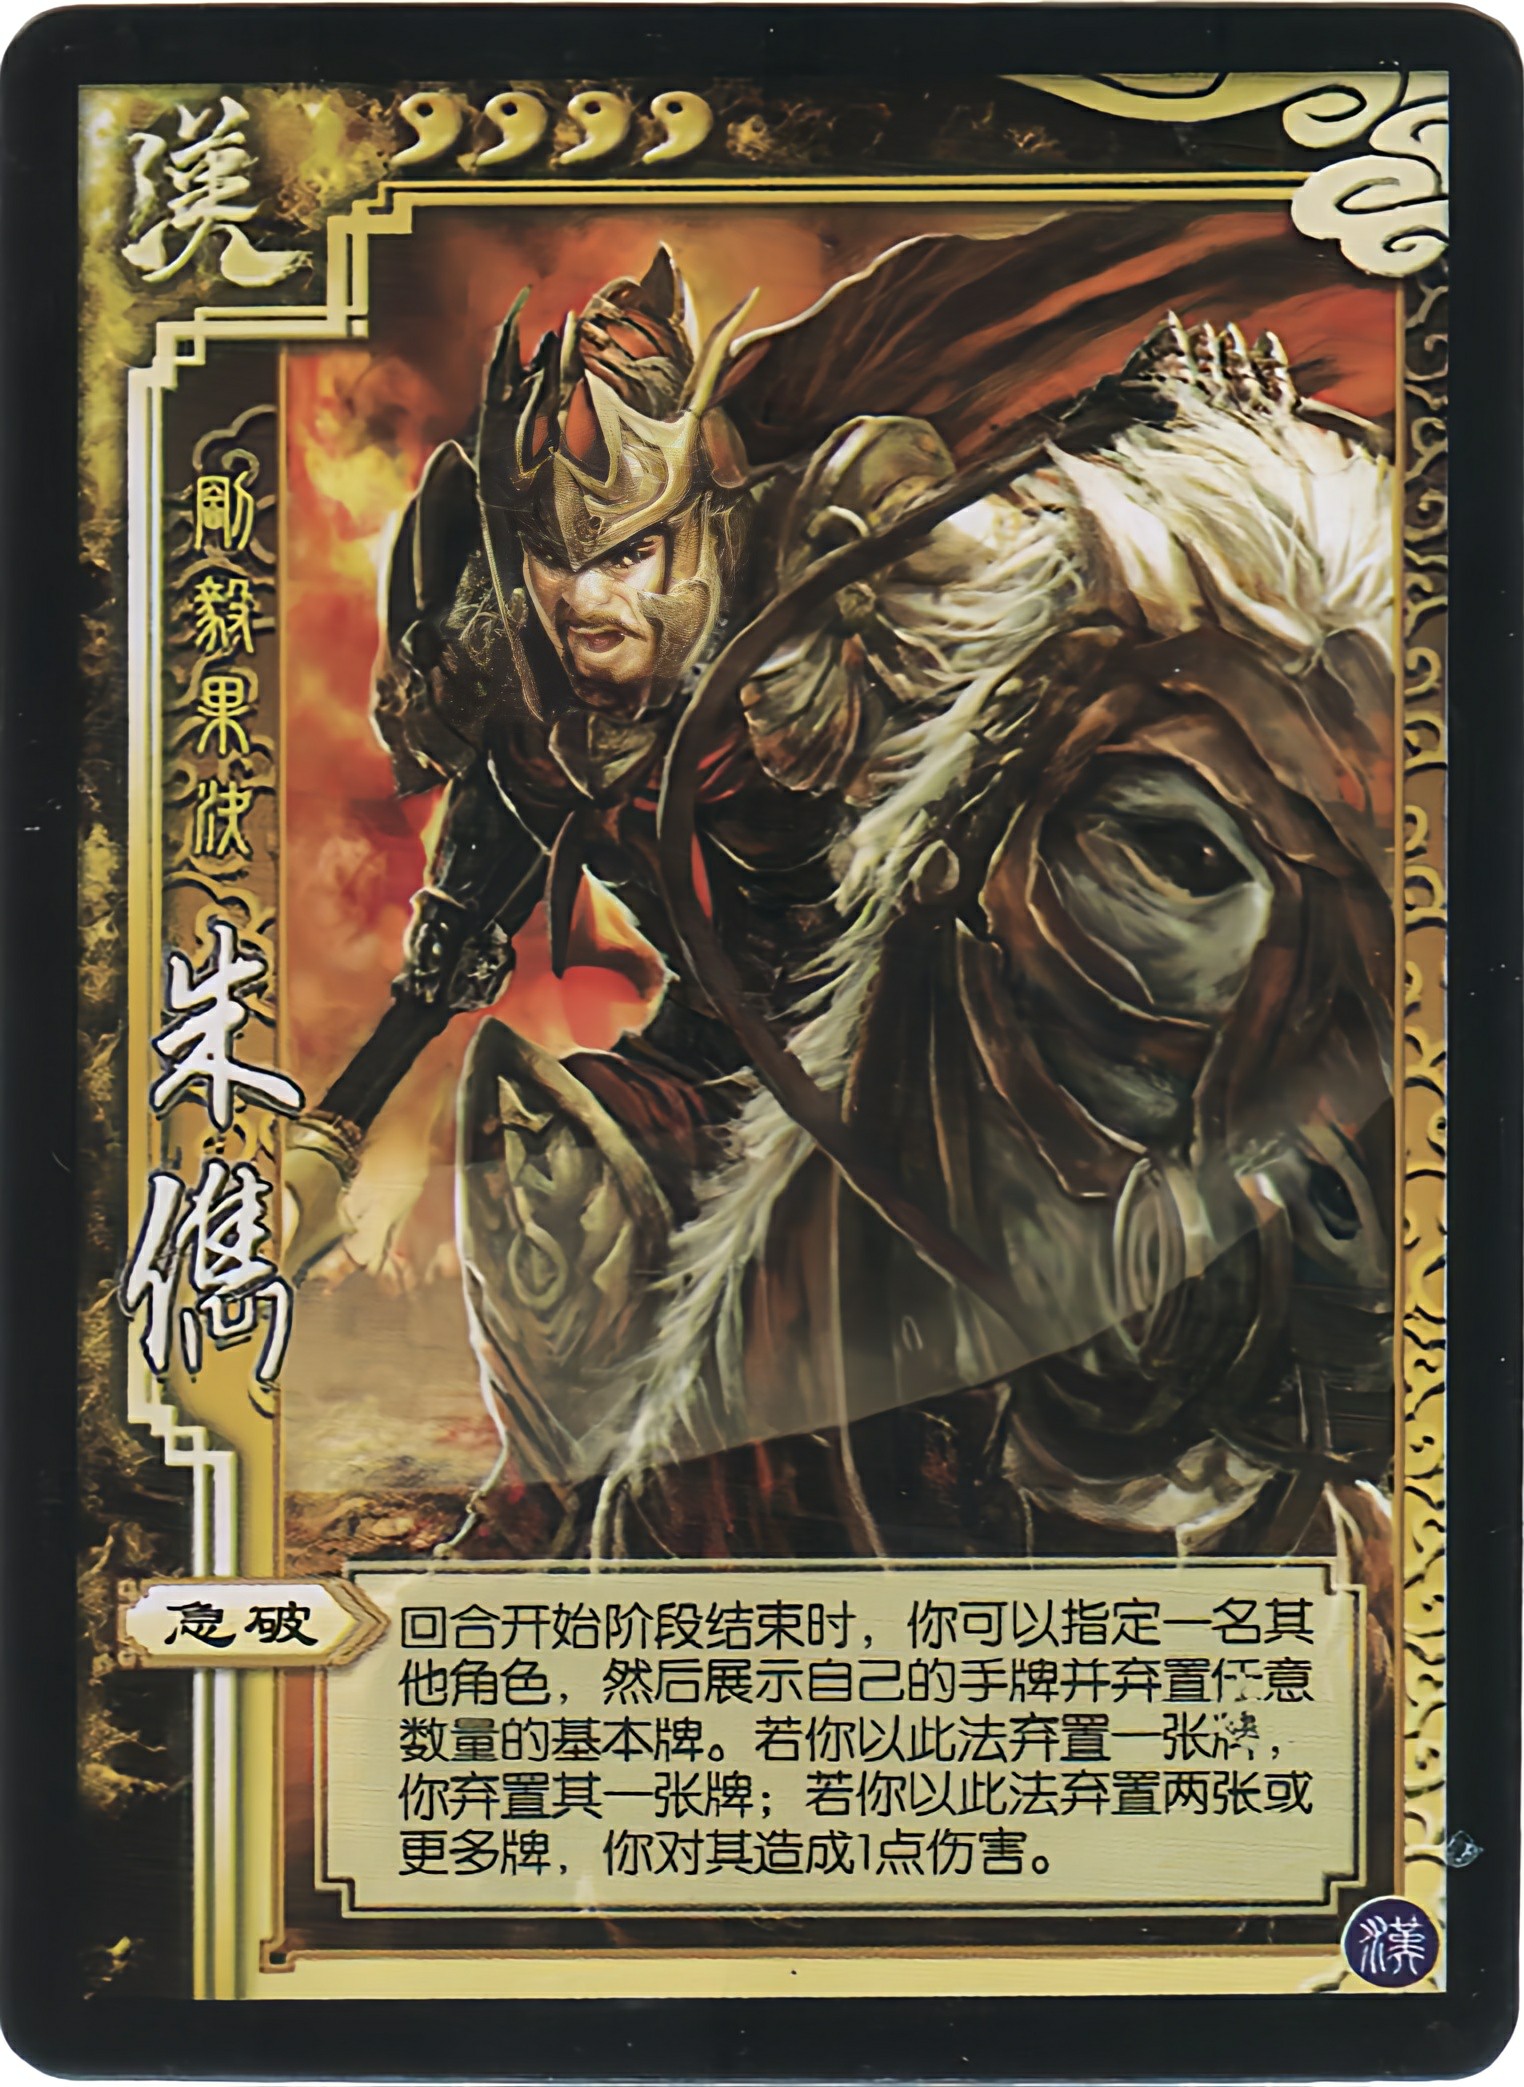 漢
剛毅果決
朱儁
急破
回合开始阶段结束时，你可以指定一名其
他角色，然后展示自己的手牌并弃置任意
数量的基本牌。若你以此法弃置一张牌，
你弃置其一张牌；若你以此法弃置两张或
更多牌，你对其造成1点伤害。
漢